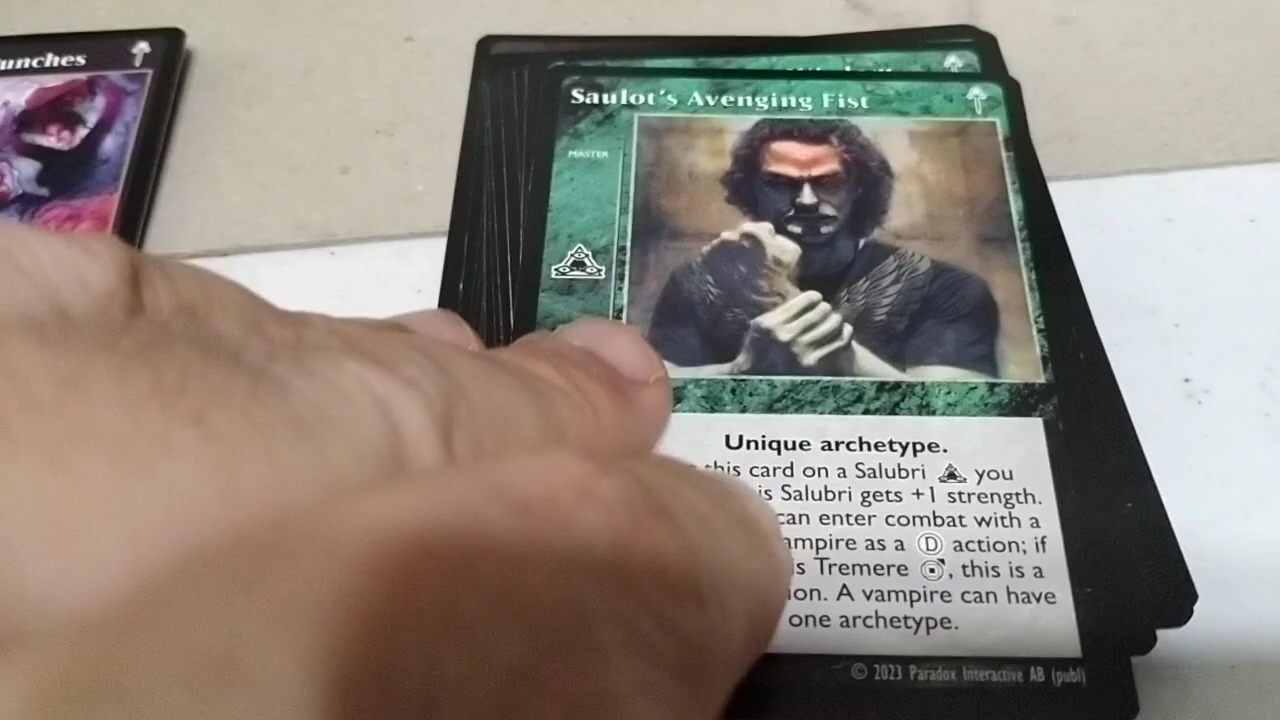 unches
Saulot's Avenging Fist
MASTER
Unique archetype.
this card on a Salubri you
is Salubri gets +1 strength.
can enter combat with a
ampire as a D action; if
is Tremere , this is a
ion. A vampire can have
one archetype.
© 2023 Paradox Interactive AB (publ)